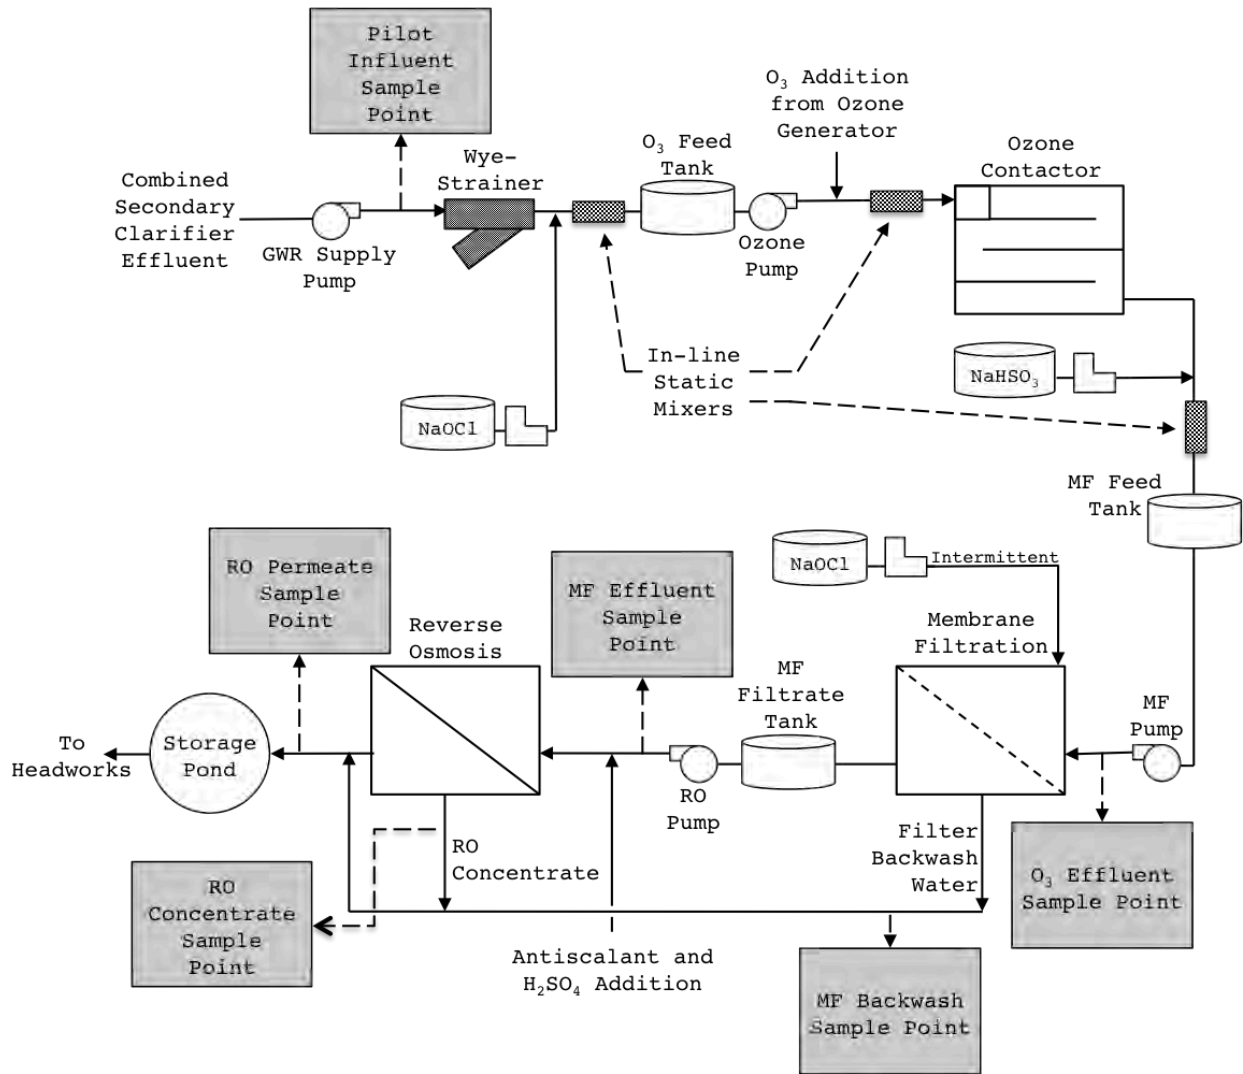 Pilot
Influent
Sample
Point
Combined
Secondary
Clarifier
Effluent
GWR Supply
Pump
Wye-
Strainer
O₃ Feed
Tank
Ozone
Pump
O₃ Addition
from Ozone
Generator
Ozone
Contactor
In-line
Static
Mixers
NaOCl
NaHSO₃
MF Feed
Tank
RO Permeate
Sample
Point
MF Effluent
Sample
Point
NaOCl
Intermittent
Reverse
Osmosis
Membrane
Filtration
MF
Filtrate
Tank
MF
Pump
To
Headworks
Storage
Pond
RO
Pump
RO
Concentrate
Filter
Backwash
Water
O₃ Effluent
Sample Point
RO
Concentrate
Sample
Point
Antiscalant and
H₂SO₄ Addition
MF Backwash
Sample Point